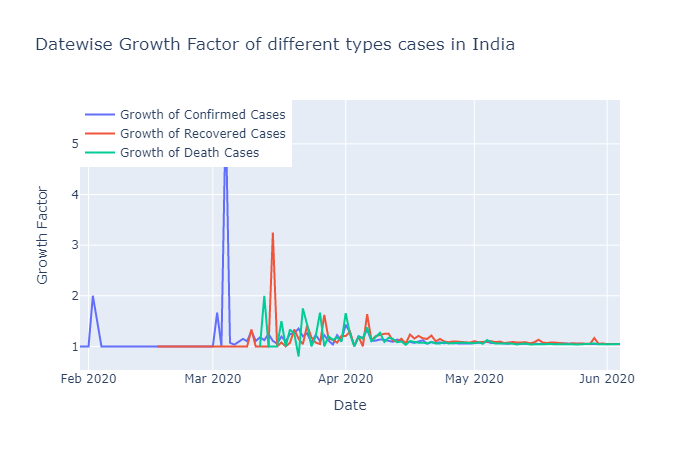 Datewise Growth Factor of different types cases in India
Growth of Confirmed Cases
Growth of Recovered Cases
Growth of Death Cases
5
4
3
2
1
Growth Factor
Feb 2020
Mar 2020
Apr 2020
May 2020
Jun 2020
Date